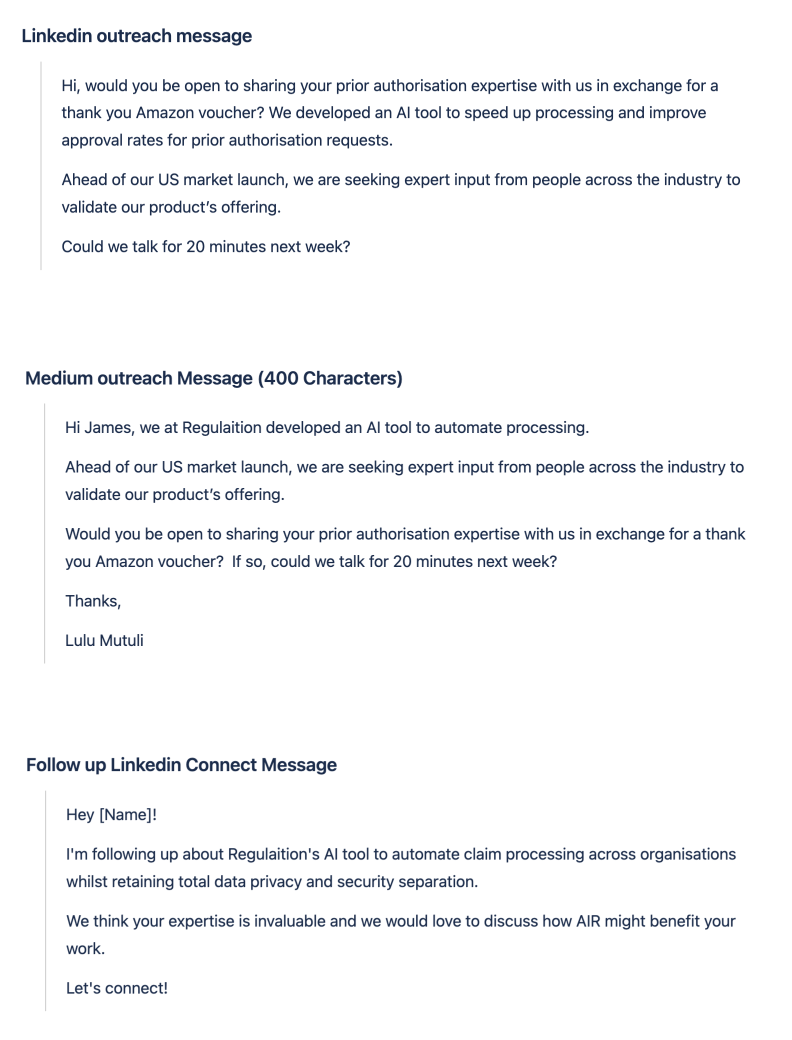 Linkedin outreach message
Hi, would you be open to sharing your prior authorisation expertise with us in exchange for a
thank you Amazon voucher? We developed an AI tool to speed up processing and improve
approval rates for prior authorisation requests.
Ahead of our US market launch, we are seeking expert input from people across the industry to
validate our product’s offering.
Could we talk for 20 minutes next week?
Medium outreach Message (400 Characters)
Hi James, we at Regulaition developed an AI tool to automate processing.
Ahead of our US market launch, we are seeking expert input from people across the industry to
validate our product’s offering.
Would you be open to sharing your prior authorisation expertise with us in exchange for a thank
you Amazon voucher?  If so, could we talk for 20 minutes next week?
Thanks,
Lulu Mutuli
Follow up Linkedin Connect Message
Hey [Name]!
I'm following up about Regulaition's AI tool to automate claim processing across organisations
whilst retaining total data privacy and security separation.
We think your expertise is invaluable and we would love to discuss how AIR might benefit your
work.
Let's connect!